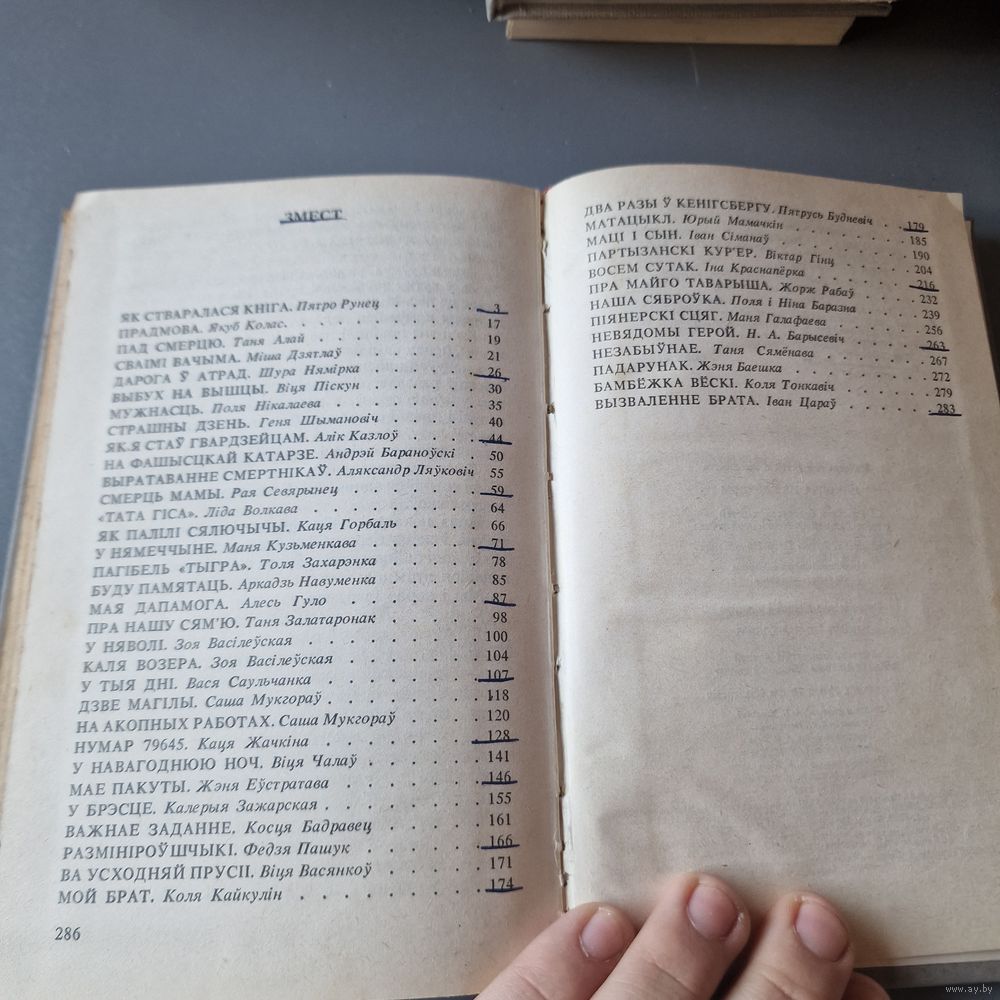 ЗМЕСТ
ЯК СТВАРАЛАСЯ КНІГА. Пятро Рунец . . . . . 3
ПРАДМОВА. Якуб Колас. . . . . . . . . 17
ПАД СМЕРЦЮ. Таня Алай . . . . . . . . 19
СВАІМІ ВАЧЫМА. Міша Дзятлаў . . . . . . 21
ДАРОГА Ў АТРАД. Шура Нямірка . . . . . . 26
ВЫБУХ НА ВЫШЦЫ. Віця Піскун . . . . . . 30
МУЖНАСЦЬ. Поля Нікалаева . . . . . . . 35
СТРАШНЫ ДЗЕНЬ. Геня Шымановіч . . . . . 40
ЯК Я СТАЎ ГВАРДЗЕЙЦАМ. Алік Казлоў . . . . 44
НА ФАШЫСЦКАЙ КАТАРЗЕ. Андрэй Бараноўскі . 50
ВЫРАТАВАННЕ СМЕРТНІКАЎ. Аляксандр Ляўковіч 55
СМЕРЦЬ МАМЫ. Рая Севярынец . . . . . . 59
«ТАТА ГІСА». Ліда Волкава . . . . . . . . 64
ЯК ПАЛІЛІ СЯЛЮЧЫЧЫ. Каця Горбаль . . . . 66
У НЯМЕЧЧЫНЕ. Маня Кузьменкава . . . . . 71
ПАГІБЕЛЬ «ТЫГРА». Толя Захарэнка . . . . . 78
БУДУ ПАМЯТАЦЬ. Аркадзь Навуменка . . . . . 85
МАЯ ДАПАМОГА. Алесь Гуло . . . . . . 87
ПРА НАШУ СЯМ'Ю. Таня Залатаронак . . . . 98
У НЯВОЛІ. Зоя Васілеўская . . . . . . . 100
КАЛЯ ВОЗЕРА. Зоя Васілеўская . . . . . . 104
У ТЫЯ ДНІ. Вася Саульчанка . . . . . . . 107
ДЗВЕ МАГІЛЫ. Саша Мукгораў . . . . . . . 118
НА АКОПНЫХ РАБОТАХ. Саша Мукгораў . . . . 120
НУМАР 79645. Каця Жачкіна . . . . . . . 128
У НАВАГОДНЮЮ НОЧ. Віця Чалаў . . . . . . 141
МАЕ ПАКУТЫ. Жэня Еўстратава . . . . . . 146
У БРЭСЦЕ. Калерыя Зажарская . . . . . . . 155
ВАЖНАЕ ЗАДАННЕ. Косця Бадравец . . . . . 161
РАЗМІНІРОЎШЧЫКІ. Федзя Пашук . . . . . . 166
ВА УСХОДНЯЙ ПРУСІІ. Віця Васянкоў . . . . . 171
МОЙ БРАТ. Коля Кайкулін . . . . . . . . 174
286
ДВА РАЗЫ Ў КЕНІГСБЕРГУ. Пятрусь Будневіч . 179
МАТАЦЫКЛ. Юрый Мамачкін . . . . . . . 185
МАЦІ І СЫН. Іван Сіманаў . . . . . . . . 190
ПАРТЫЗАНСКІ КУР'ЕР. Віктар Гінц . . . . . 204
ВОСЕМ СУТАК. Іна Краснапёрка . . . . . . 216
ПРА МАЙГО ТАВАРЫША. Жорж Рабаў . . . . 232
НАША СЯБРОЎКА. Поля і Ніна Баразна . . . . 239
ПІЯНЕРСКІ СЦЯГ. Маня Галафаева . . . . . 256
НЕВЯДОМЫ ГЕРОЙ. Н. А. Барысевіч . . . . . 263
НЕЗАБЫЎНАЕ. Таня Сямёнава . . . . . . . 267
ПАДАРУНАК. Жэня Баешка . . . . . . . . 272
БАМБЁЖКА ВЁСКІ. Коля Тонкавіч . . . . . . 279
ВЫЗВАЛЕННЕ БРАТА. Іван Цараў . . . . . . 283
www.ay.by